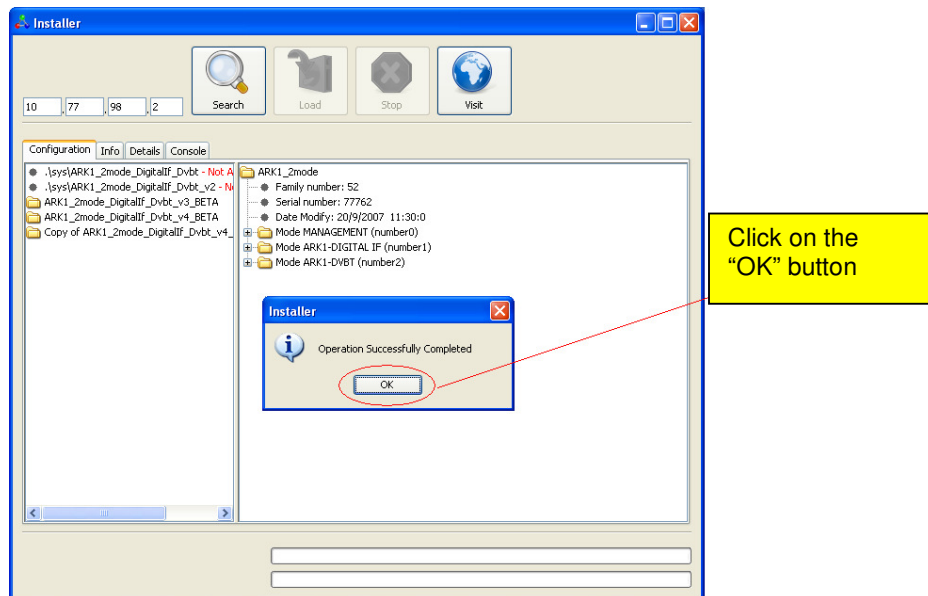 Installer
10 .77 .98 .2
Search
Load
Stop
Visit
Configuration Info Details Console
.\sys\ARK1_2mode_DigitalIf_Dvbt - Not A
.\sys\ARK1_2mode_DigitalIf_Dvbt_v2 - N
ARK1_2mode_DigitalIf_Dvbt_v3_BETA
ARK1_2mode_DigitalIf_Dvbt_v4_BETA
Copy of ARK1_2mode_DigitalIf_Dvbt_v4_
ARK1_2mode
Family number: 52
Serial number: 77762
Date Modify: 20/9/2007 11:30:0
Mode MANAGEMENT (number0)
Mode ARK1-DIGITAL IF (number1)
Mode ARK1-DVBT (number2)
Installer
Operation Successfully Completed
OK
Click on the
“OK” button